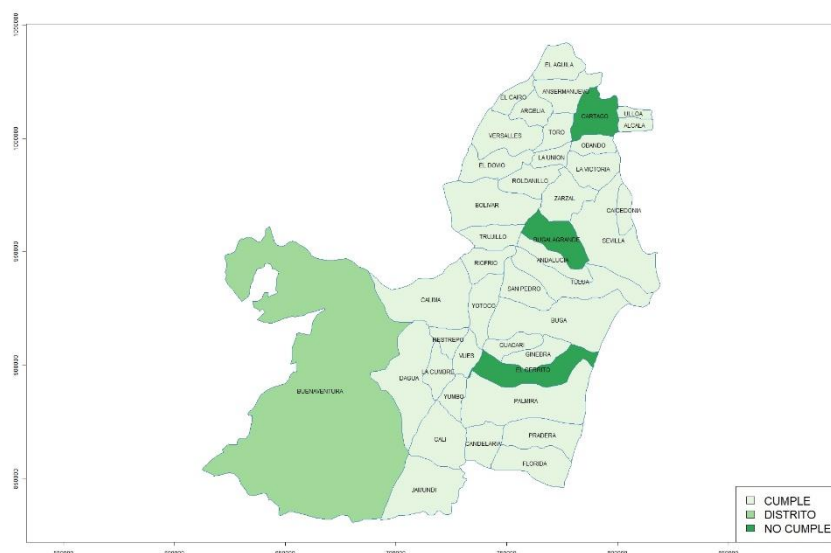 EL AGUILA
EL CAIRO
ANSERMANUEVO
ARGELIA
CARTAGO
ULLOA
ALCALA
VERSALLES
TORO
OBANDO
EL DOVIO
LA UNION
LA VICTORIA
ROLDANILLO
ZARZAL
BOLIVAR
CAICEDONIA
TRUJILLO
BUGALAGRANDE
SEVILLA
ANDALUCIA
RIOFRIO
TULUA
SAN PEDRO
CALIMA
YOTOCO
BUGA
RESTREPO
GUACARI
VIJES
GINEBRA
DAGUA
LA CUMBRE
EL CERRITO
BUENAVENTURA
YUMBO
PALMIRA
CALI
CANDELARIA
PRADERA
FLORIDA
JAMUNDI
CUMPLE
DISTRITO
NO CUMPLE